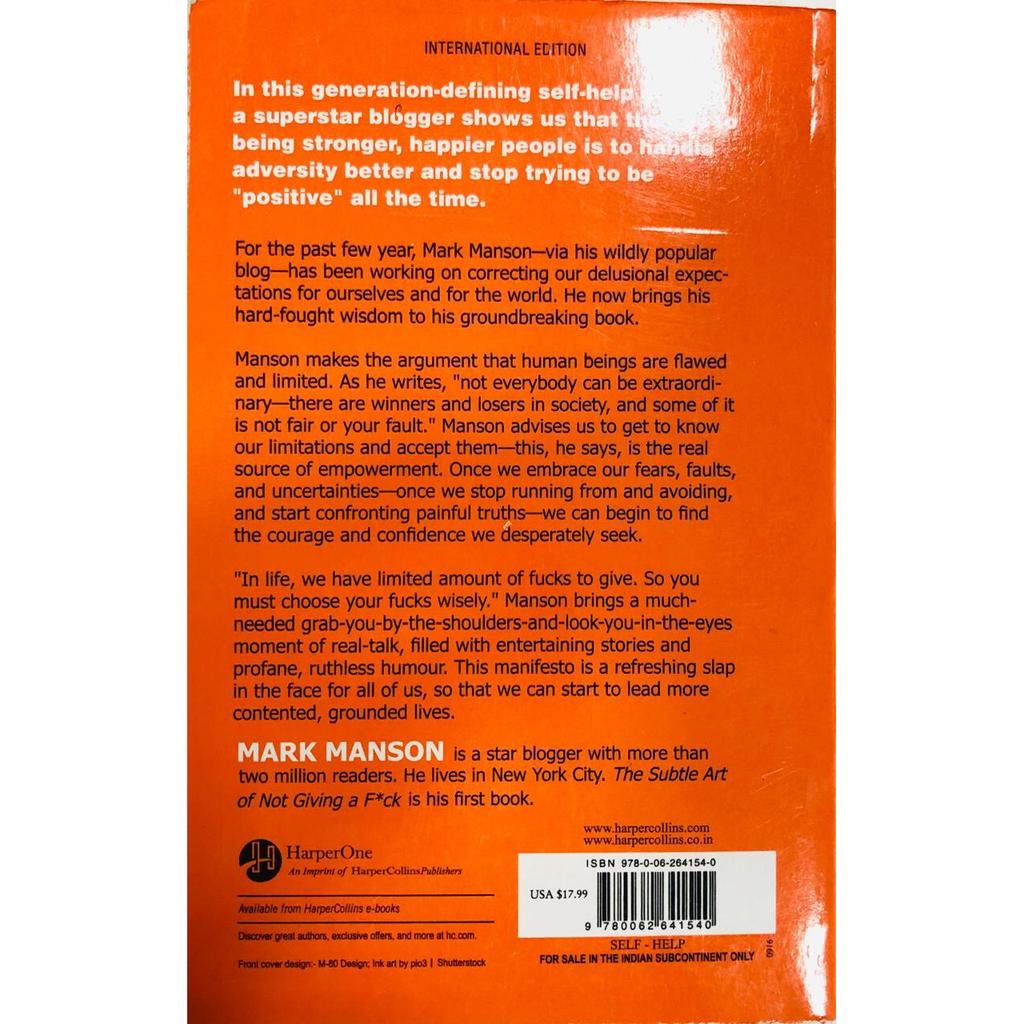 INTERNATIONAL EDITION
In this generation-defining self-help
a superstar blogger shows us that
being stronger, happier people is to handle
adversity better and stop trying to be
"positive" all the time.
For the past few year, Mark Manson—via his wildly popular
blog—has been working on correcting our delusional expec-
tations for ourselves and for the world. He now brings his
hard-fought wisdom to his groundbreaking book.
Manson makes the argument that human beings are flawed
and limited. As he writes, "not everybody can be extraordi-
nary—there are winners and losers in society, and some of it
is not fair or your fault." Manson advises us to get to know
our limitations and accept them—this, he says, is the real
source of empowerment. Once we embrace our fears, faults,
and uncertainties—once we stop running from and avoiding,
and start confronting painful truths—we can begin to find
the courage and confidence we desperately seek.
"In life, we have limited amount of fucks to give. So you
must choose your fucks wisely." Manson brings a much-
needed grab-you-by-the-shoulders-and-look-you-in-the-eyes
moment of real-talk, filled with entertaining stories and
profane, ruthless humour. This manifesto is a refreshing slap
in the face for all of us, so that we can start to lead more
contented, grounded lives.
MARK MANSON is a star blogger with more than
two million readers. He lives in New York City. The Subtle Art
of Not Giving a F*ck is his first book.
HarperOne
An Imprint of HarperCollinsPublishers
Available from HarperCollins e-books
Discover great authors, exclusive offers, and more at hc.com.
Front cover design:- M-80 Design; Ink art by pio3 | Shutterstock
www.harpercollins.com
www.harpercollins.co.in
ISBN 978-0-06-264154-0
USA $17.99
9 780062 641540
SELF - HELP
FOR SALE IN THE INDIAN SUBCONTINENT ONLY
0916